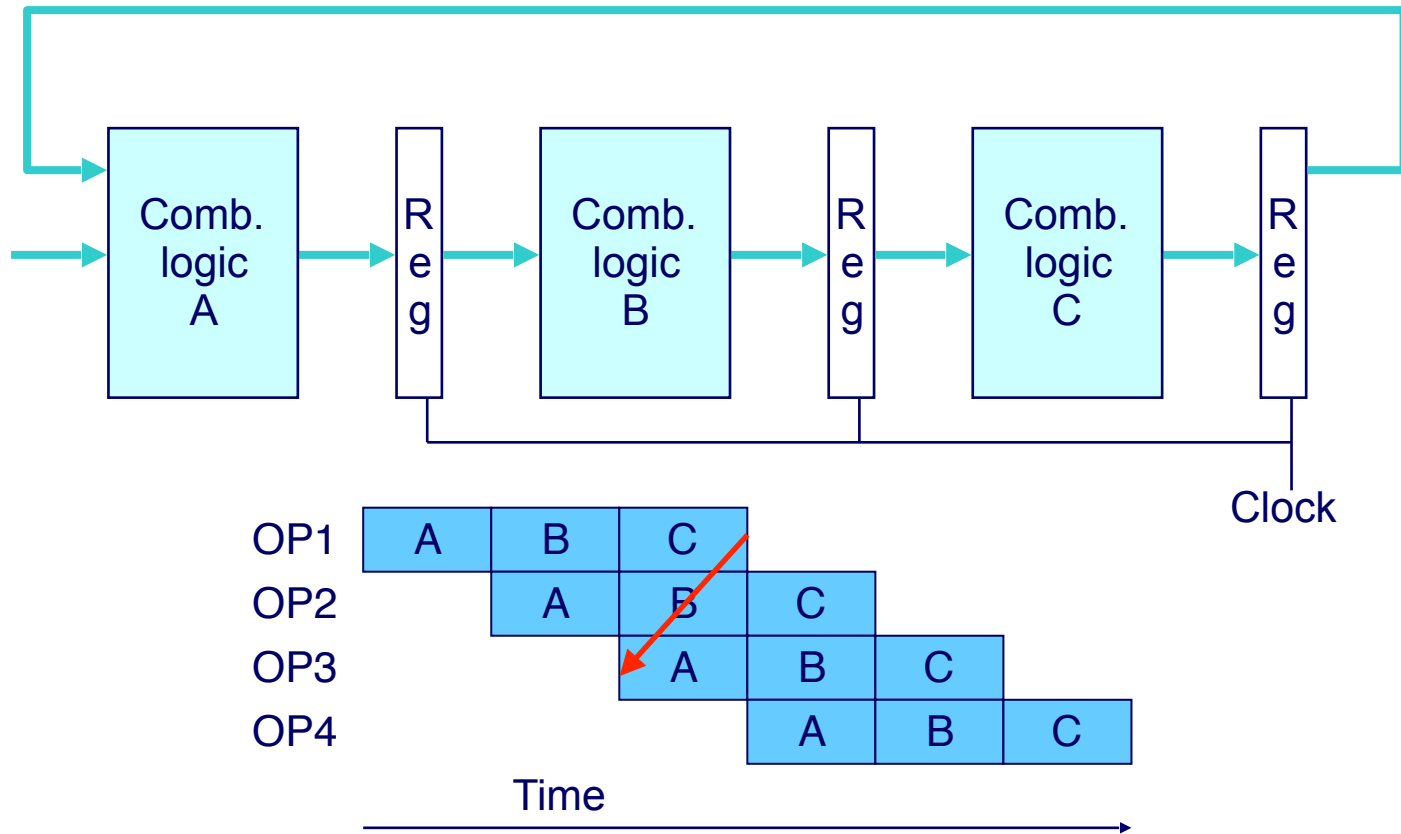 Comb.
logic
A
R
e
g
Comb.
logic
B
R
e
g
Comb.
logic
C
R
e
g
Clock
OP1 A B C
OP2 A B C
OP3 A B C
OP4 A B C
Time